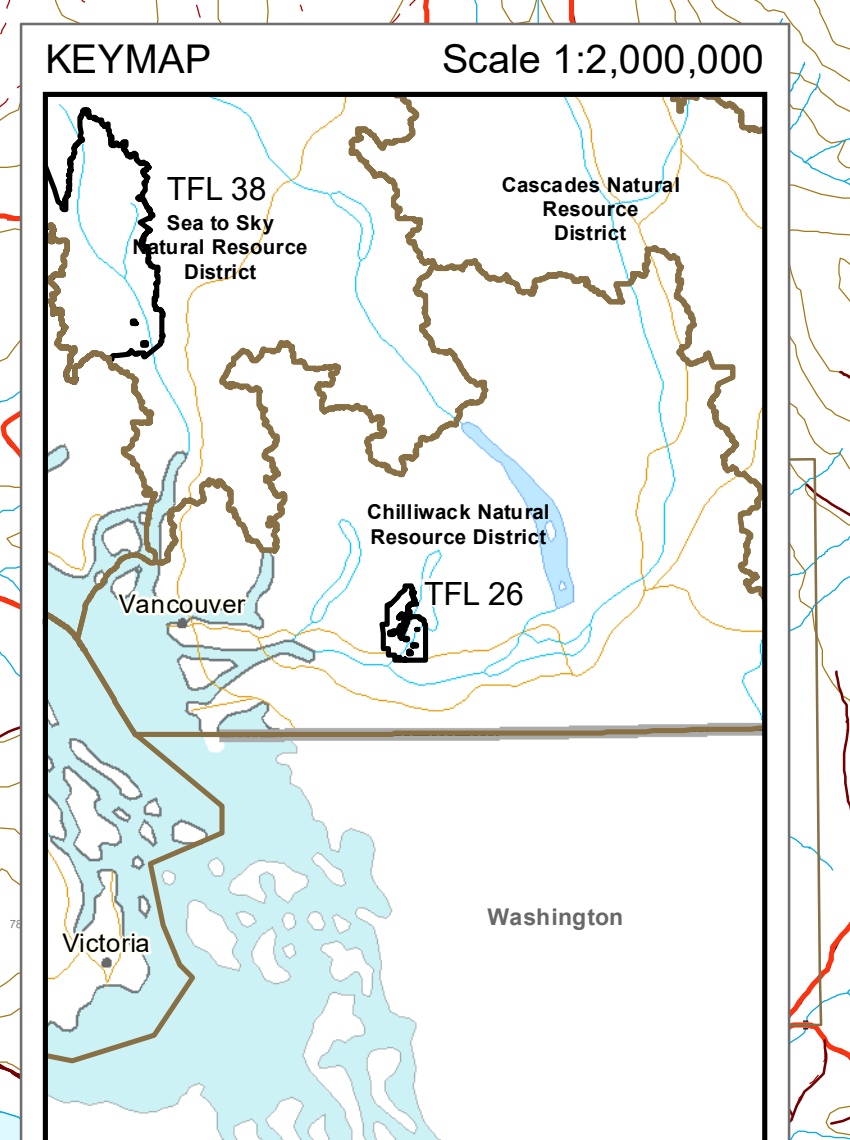 KEYMAP Scale 1:2,000,000
TFL 38
Sea to Sky
Natural Resource
District
Cascades Natural
Resource
District
Chilliwack Natural
Resource District
TFL 26
Vancouver
Washington
78
Victoria